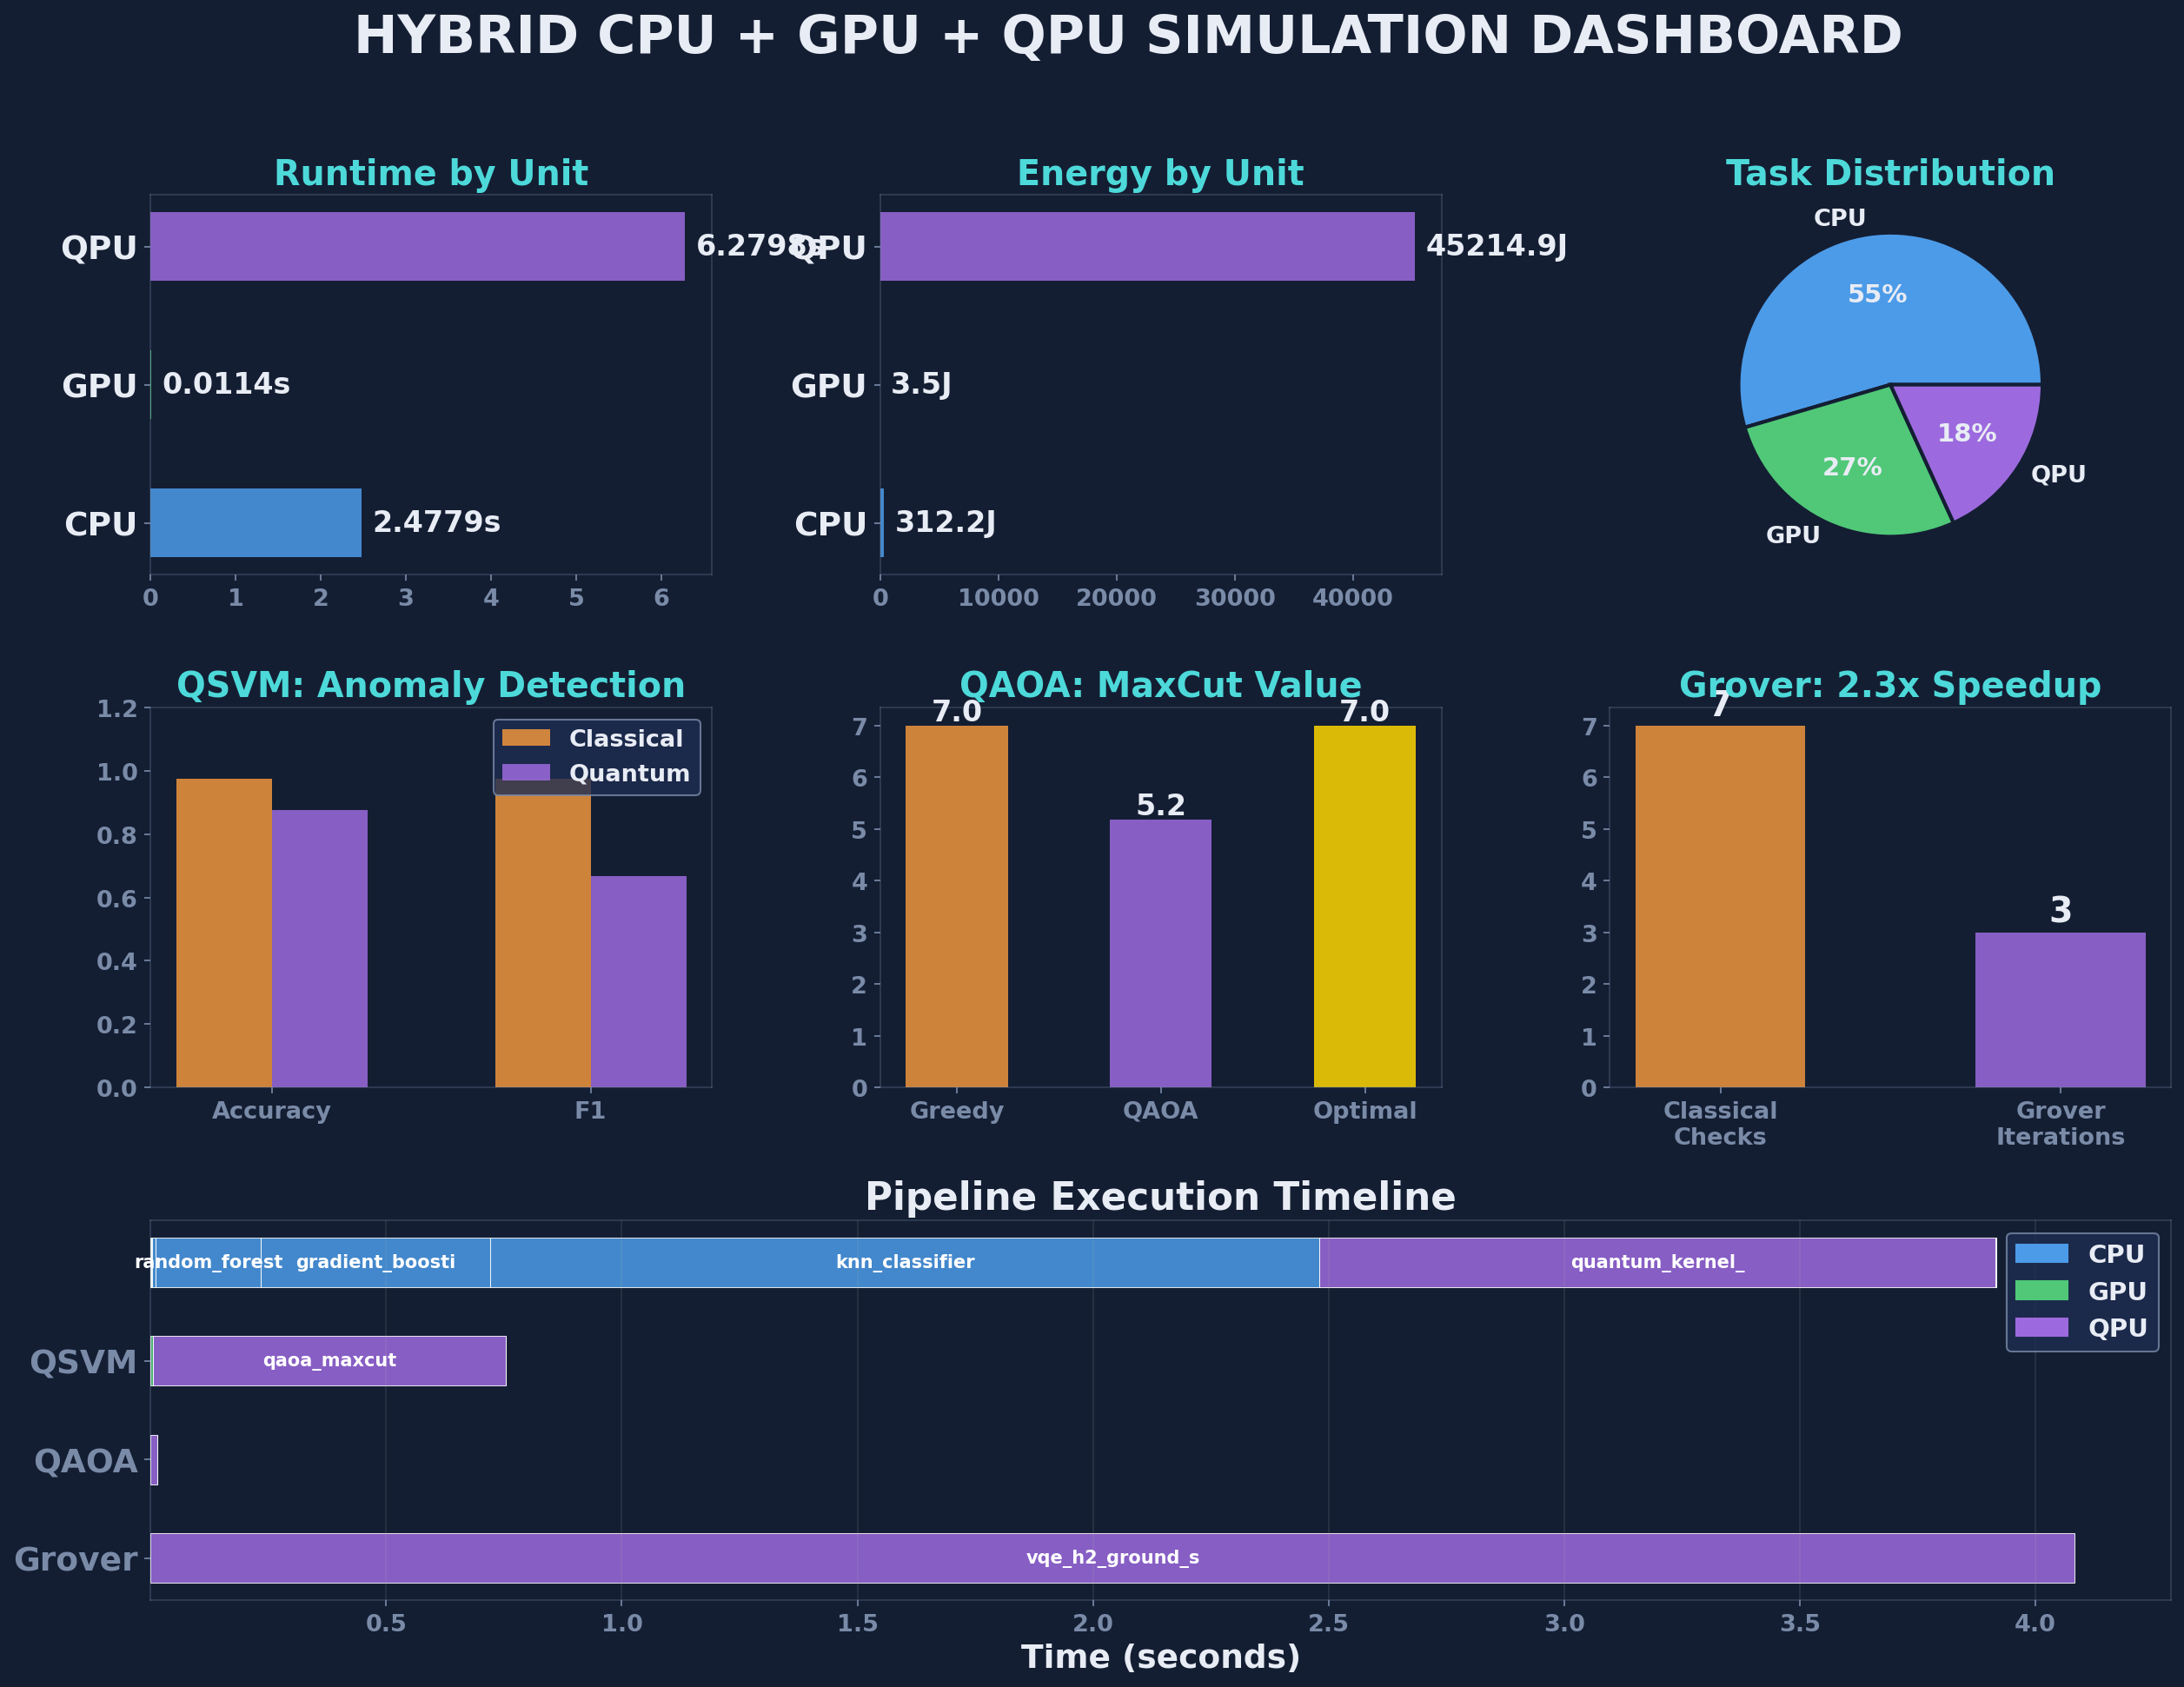 HYBRID CPU + GPU + QPU SIMULATION DASHBOARD
Runtime by Unit
QPU
6.2798s
GPU
0.0114s
CPU
2.4779s
0 1 2 3 4 5 6
Energy by Unit
QPU
45214.9J
GPU
3.5J
CPU
312.2J
0 10000 20000 30000 40000
Task Distribution
CPU
55%
18%
27%
QPU
GPU
QSVM: Anomaly Detection
1.2
1.0
0.8
0.6
0.4
0.2
0.0
Classical
Quantum
Accuracy F1
QAOA: MaxCut Value
7.0 7.0
5.2
7
6
5
4
3
2
1
0
Greedy QAOA Optimal
Grover: 2.3x Speedup
7
3
7
6
5
4
3
2
1
0
Classical
Checks
Grover
Iterations
Pipeline Execution Timeline
random_forest gradient_boosti knn_classifier quantum_kernel_
CPU
GPU
QPU
QSVM
qaoa_maxcut
QAOA
Grover
vqe_h2_ground_s
0.5 1.0 1.5 2.0 2.5 3.0 3.5 4.0
Time (seconds)